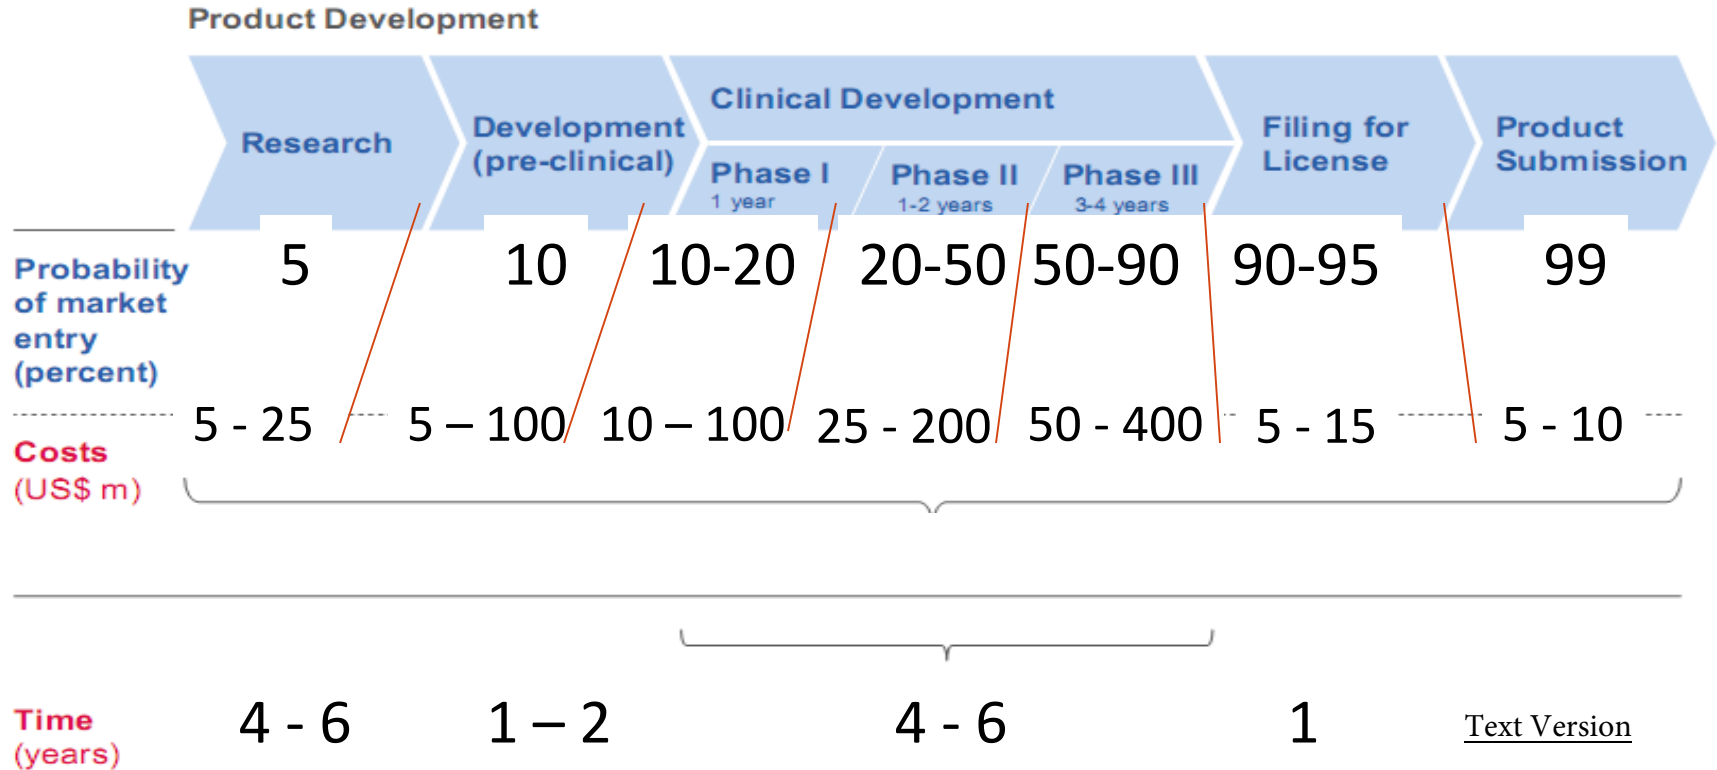 Product Development
Research
Development
(pre-clinical)
Clinical Development
Phase I
1 year
Phase II
1-2 years
Phase III
3-4 years
Filing for
License
Product
Submission
Probability
of market
entry
(percent)
5
10
10-20
20-50
50-90
90-95
99
Costs
(US$ m)
5 - 25
5 – 100
10 – 100
25 - 200
50 - 400
5 - 15
5 - 10
Time
(years)
4 - 6
1 – 2
4 - 6
1
Text Version